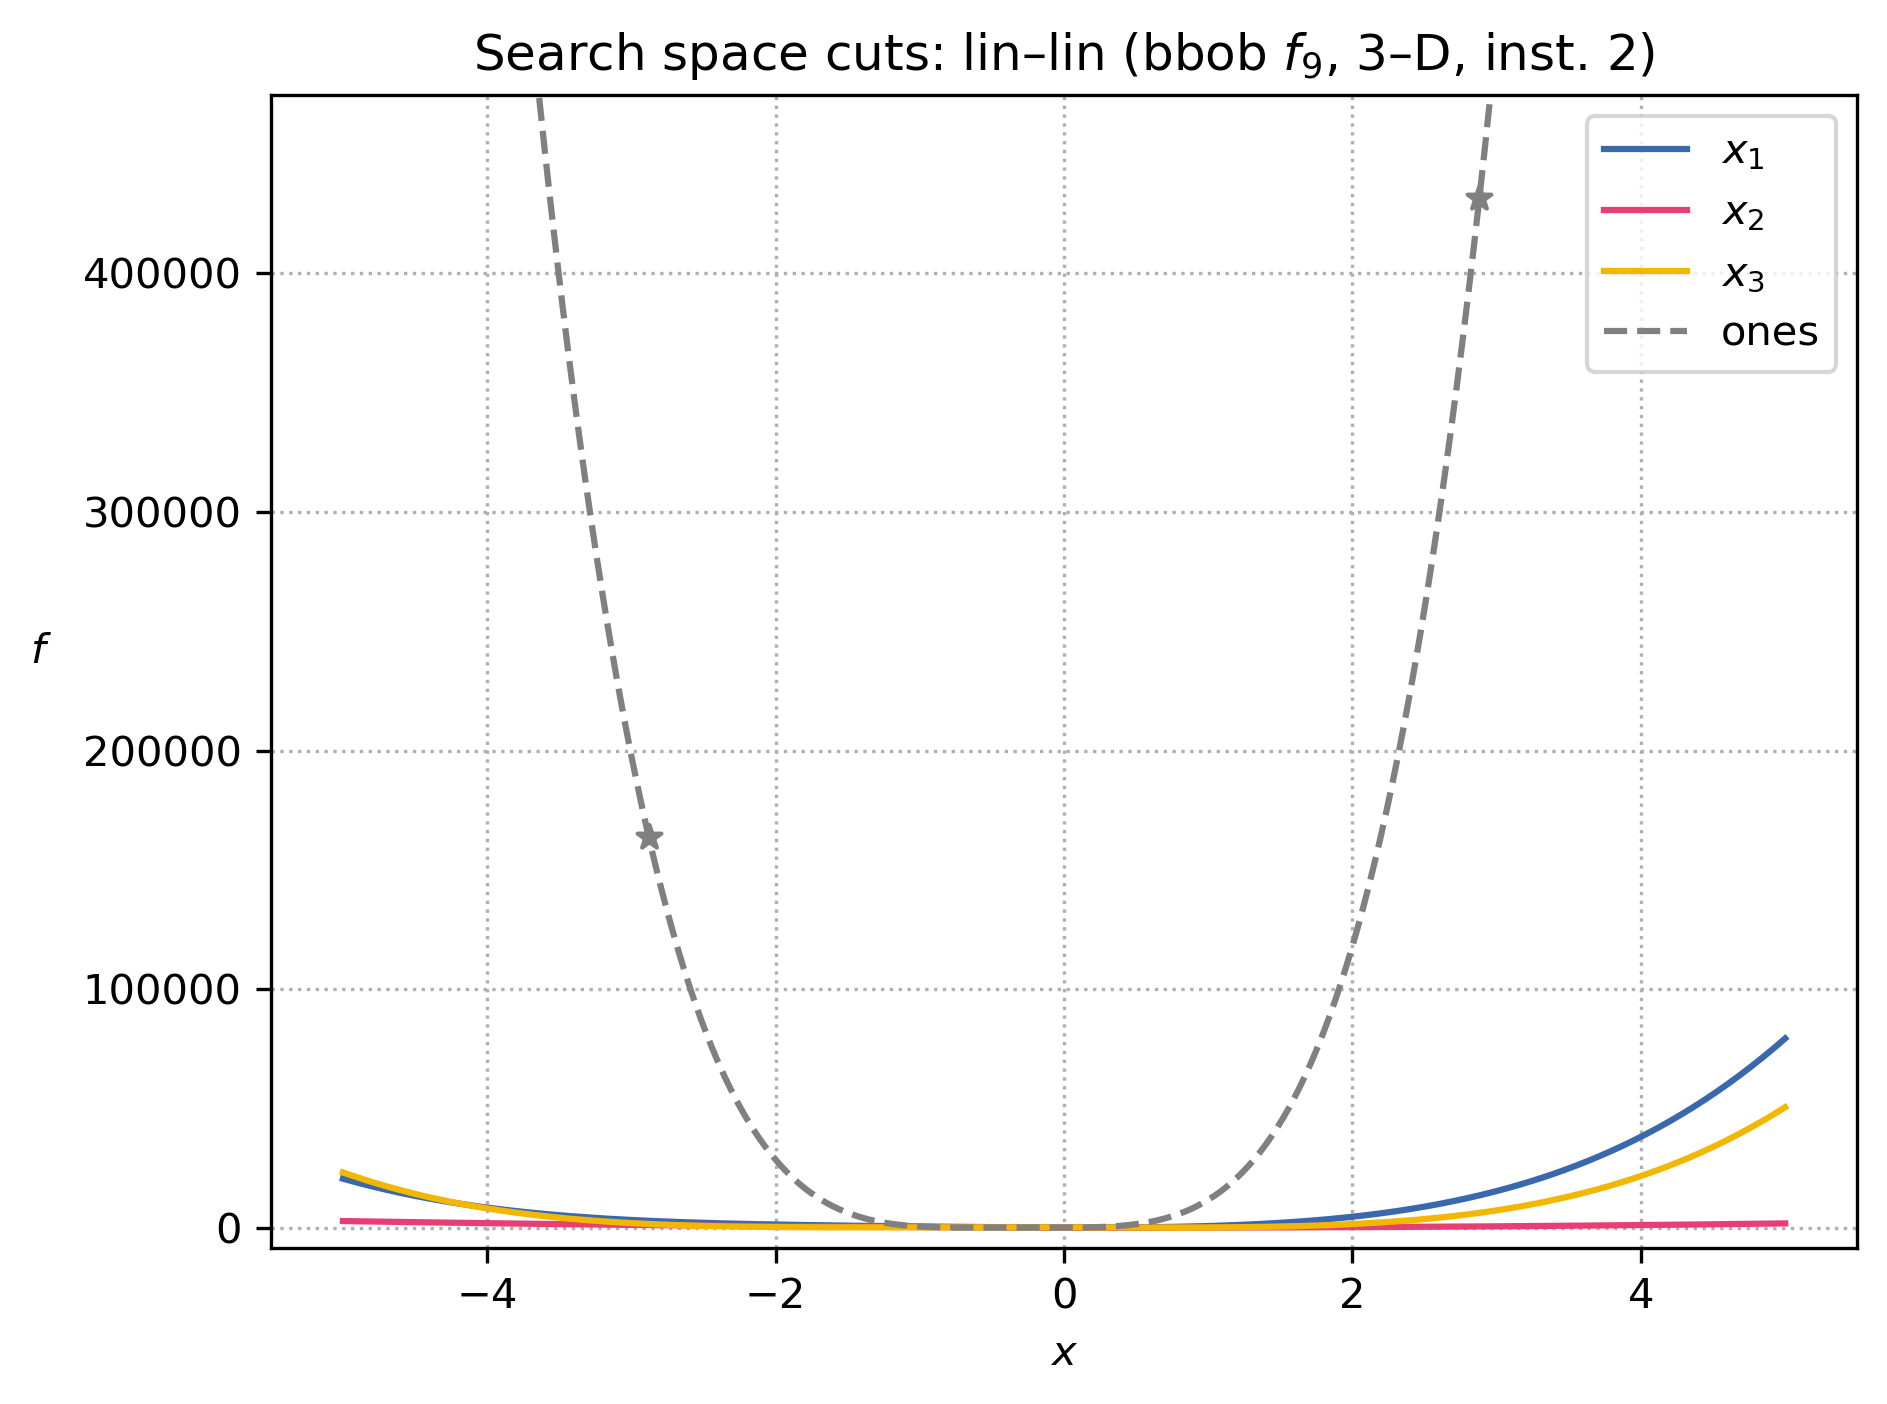 Search space cuts: lin–lin (bbob f₉, 3–D, inst. 2)
x₁
x₂
x₃
ones
400000
300000
200000
100000
0
f
−4 −2 0 2 4
x